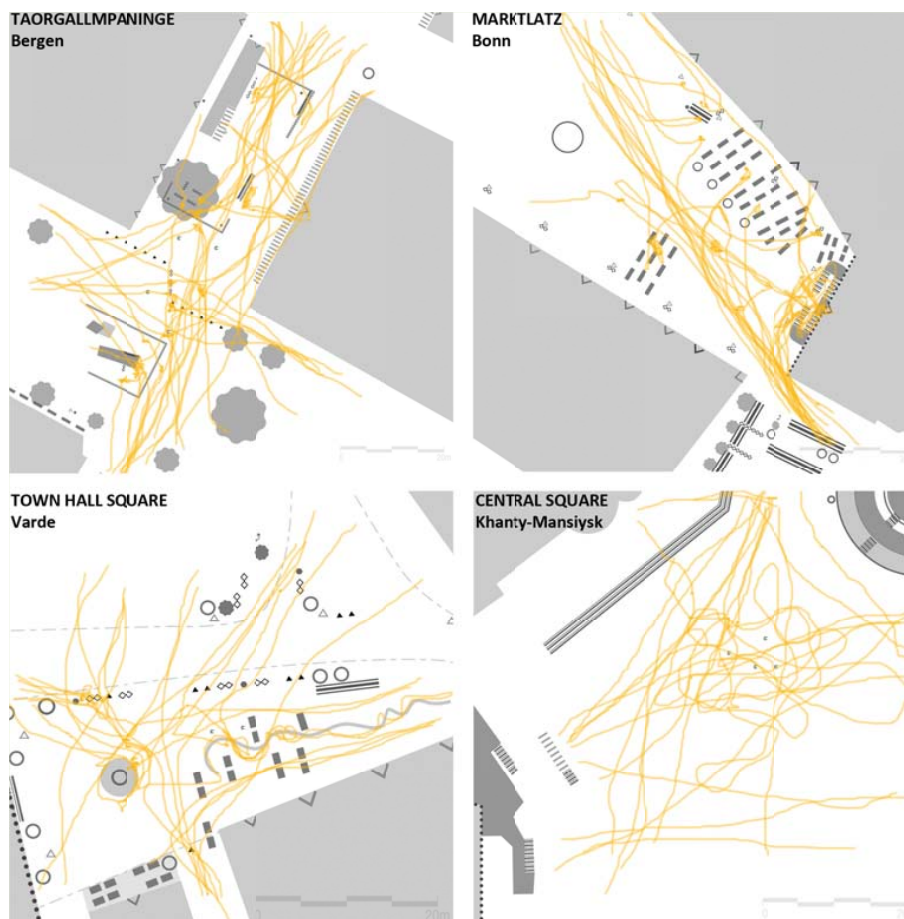 TAORGALLMPANINGE
Bergen
MARKTLATZ
Bonn
TOWN HALL SQUARE
Varde
CENTRAL SQUARE
Khanty-Mansiysk
20m